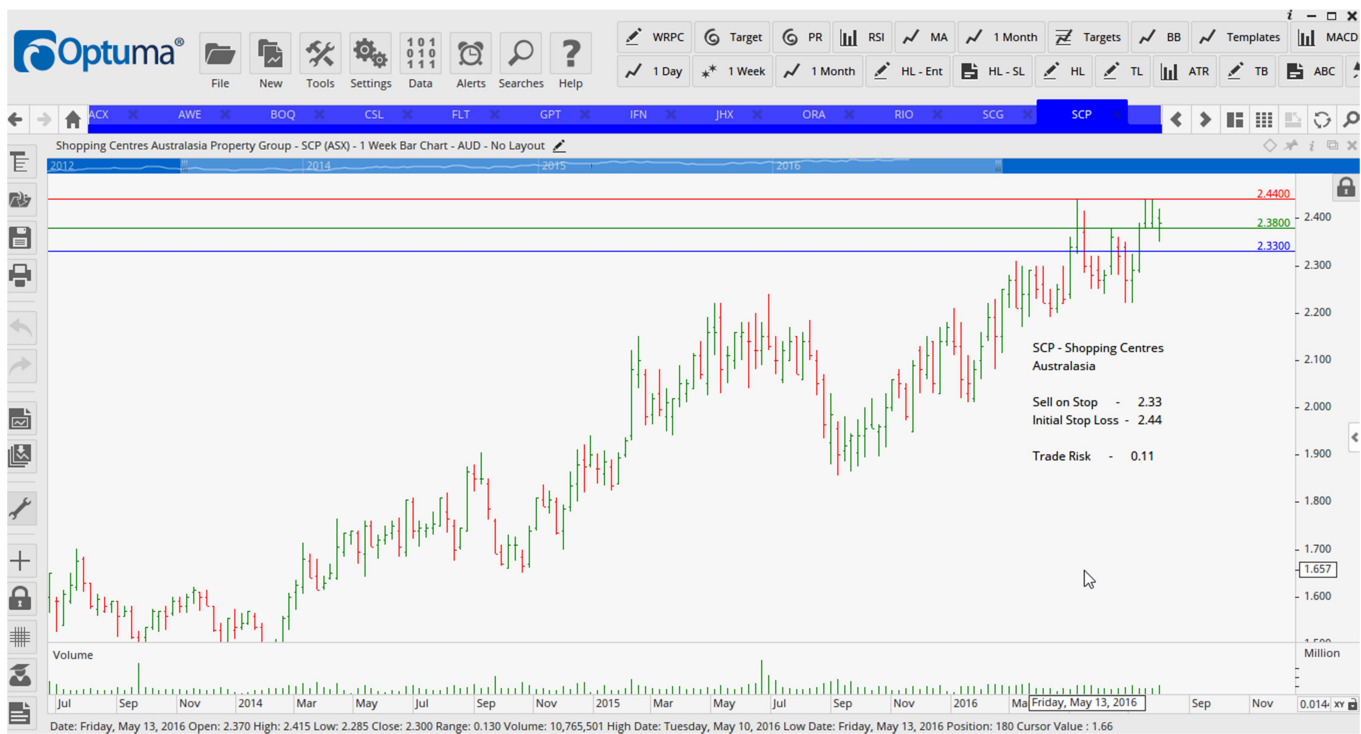 Optuma®
File New Tools Settings Data Alerts Searches Help
101
010
111
WRPC Target PR RSI MA 1 Month Targets BB Templates MACD
1 Day 1 Week 1 Month HL - Ent HL - SL HL TL ATR TB ABC
ACX AWE BOQ CSL FLT GPT IFN JHX ORA RIO SCG SCP
Shopping Centres Australasia Property Group - SCP (ASX) - 1 Week Bar Chart - AUD - No Layout
2012 2014 2015 2016
2.4400
2.400
2.3800
2.3300
2.300
2.200
SCP - Shopping Centres
Australasia
2.100
Sell on Stop - 2.33
2.000
Initial Stop Loss - 2.44
Trade Risk - 0.11
1.900
1.800
1.700
1.657
1.600
1.500
Volume
Million
Jul Sep Nov 2014 Mar May Jul Sep Nov 2015 Mar May Jul Sep Nov 2016 Ma Friday, May 13, 2016 Sep Nov 0.014 XY
Date: Friday, May 13, 2016 Open: 2.370 High: 2.415 Low: 2.285 Close: 2.300 Range: 0.130 Volume: 10,765,501 High Date: Tuesday, May 10, 2016 Low Date: Friday, May 13, 2016 Position: 180 Cursor Value : 1.66